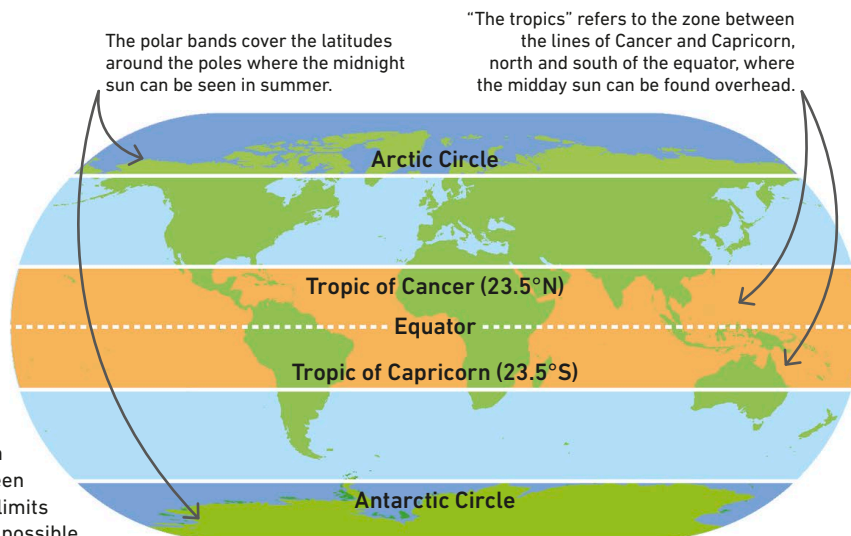 The polar bands cover the latitudes
around the poles where the midnight
sun can be seen in summer.
“The tropics” refers to the zone between
the lines of Cancer and Capricorn,
north and south of the equator, where
the midday sun can be found overhead.
Arctic Circle
Tropic of Cancer (23.5°N)
Equator
Tropic of Capricorn (23.5°S)
Antarctic Circle
limits
possible